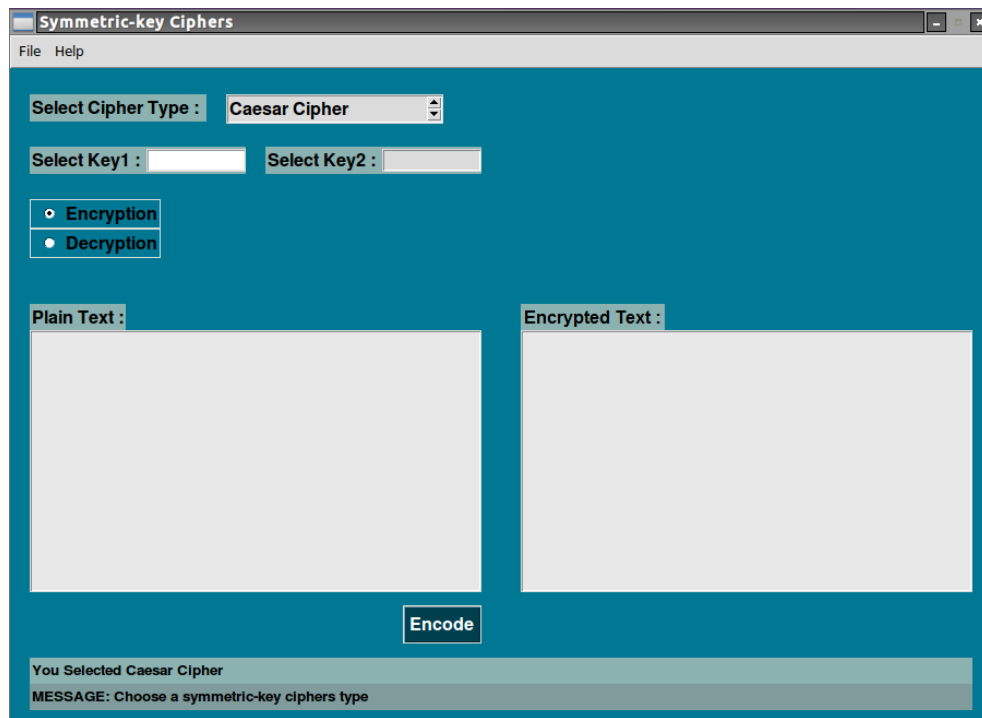 Symmetric-key Ciphers
File Help
Select Cipher Type : Caesar Cipher
Select Key1 : Select Key2 :
Encryption
Decryption
Plain Text : Encrypted Text :
Encode
You Selected Caesar Cipher
MESSAGE: Choose a symmetric-key ciphers type